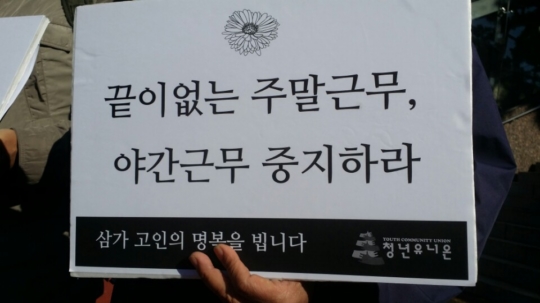 끝이없는 주말근무,
야간근무 중지하라
삼가 고인의 명복을 빕니다
YOUTH COMMUNITY UNION
청년유니온